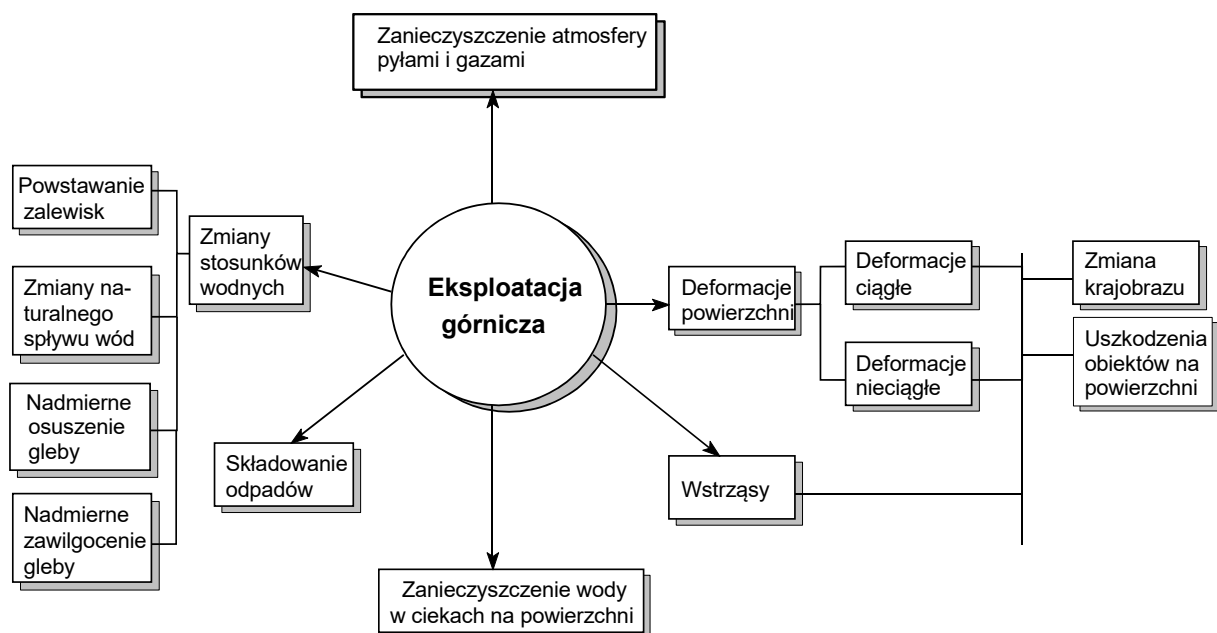 Zanieczyszczenie atmosfery
pyłami i gazami
Powstawanie
zalewisk
Zmiany na-
turalnego
spływu wód
Nadmierne
osuszenie
gleby
Nadmierne
zawilgocenie
gleby
Zmiany
stosunków
wodnych
Eksploatacja
górnicza
Składowanie
odpadów
Zanieczyszczenie wody
w ciekach na powierzchni
Deformacje
powierzchni
Wstrząsy
Deformacje
ciągłe
Deformacje
nieciągłe
Zmiana
krajobrazu
Uszkodzenia
obiektów na
powierzchni